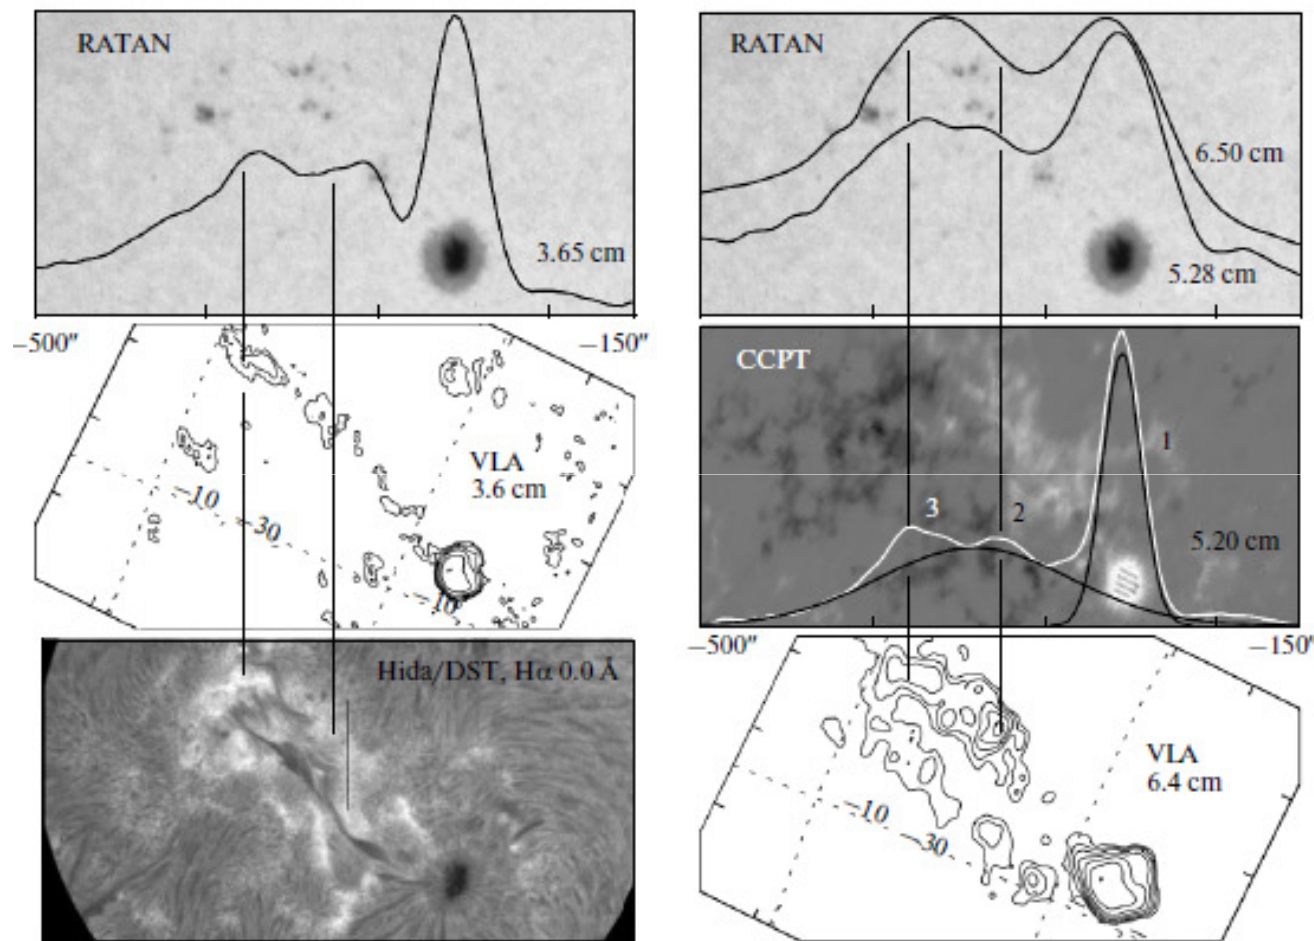 RATAN
3.65 cm
−500″
−150″
VLA
3.6 cm
−10
−30
−10
Hida/DST, Hα 0.0 Å
RATAN
6.50 cm
5.28 cm
CCPT
1
3
2
5.20 cm
−500″
−150″
VLA
6.4 cm
−10
−30